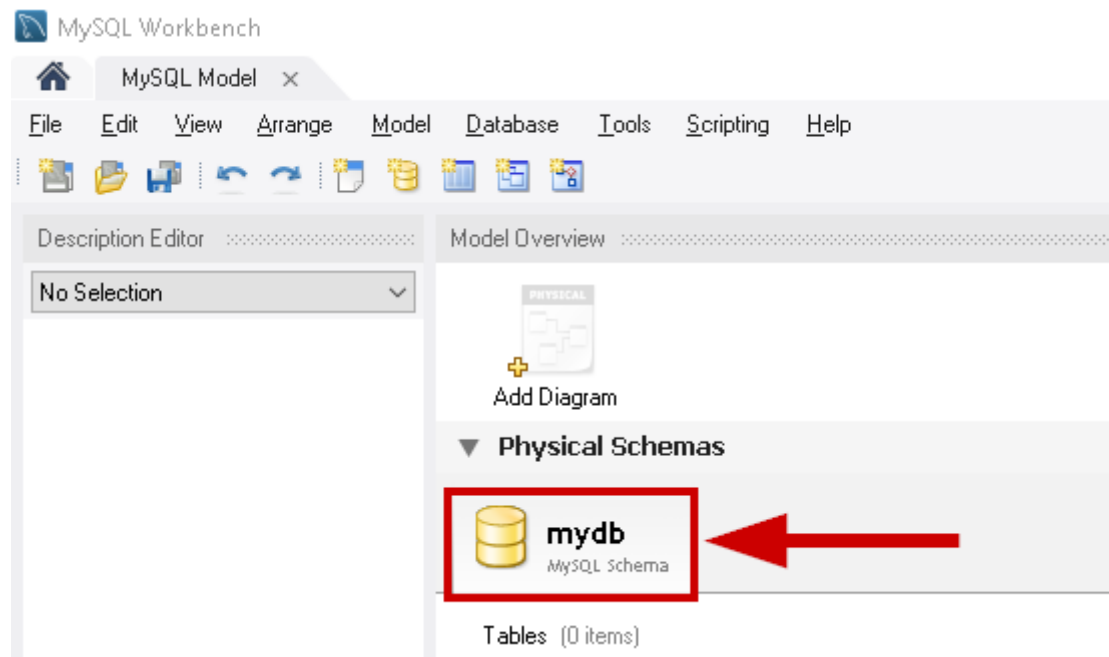 MySQL Workbench
MySQL Model ×
File Edit View Arrange Model Database Tools Scripting Help
Description Editor
Model Overview
No Selection
PHYSICAL
Add Diagram
Physical Schemas
mydb
MySQL Schema
Tables (0 items)